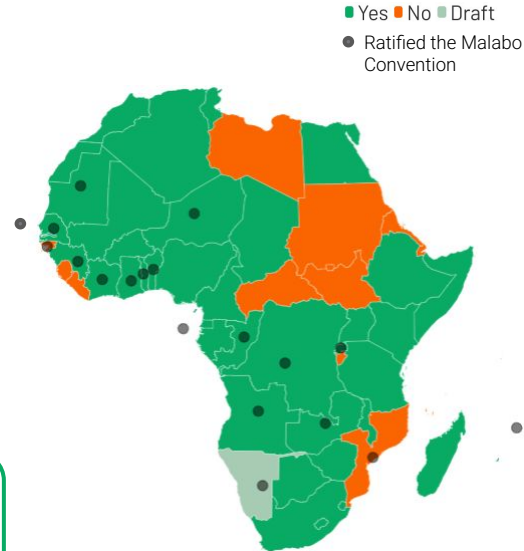 Yes No Draft
Ratified the Malabo
Convention